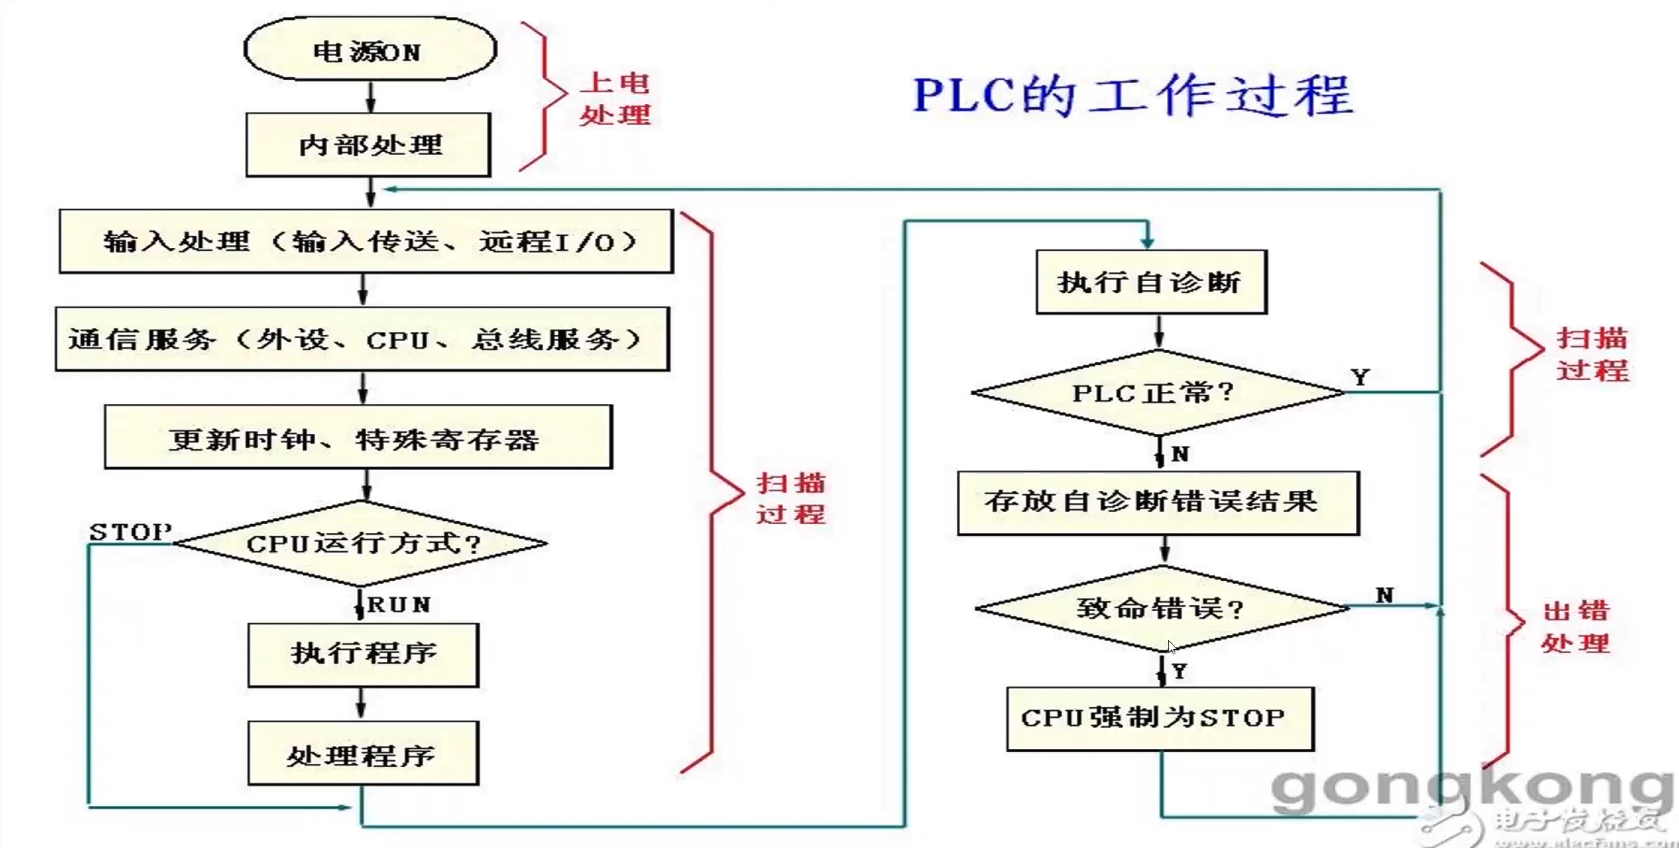 电源ON
上电
处理
PLC的工作过程
内部处理
输入处理（输入传送、远程I/O）
通信服务（外设、CPU、总线服务）
更新时钟、特殊寄存器
STOP
CPU运行方式?
RUN
执行程序
处理程序
扫描
过程
执行自诊断
PLC正常?
Y
N
扫描
过程
存放自诊断错误结果
致命错误?
N
Y
CPU强制为STOP
出错
处理
gongkong
电子发烧友
www.elecfans.com